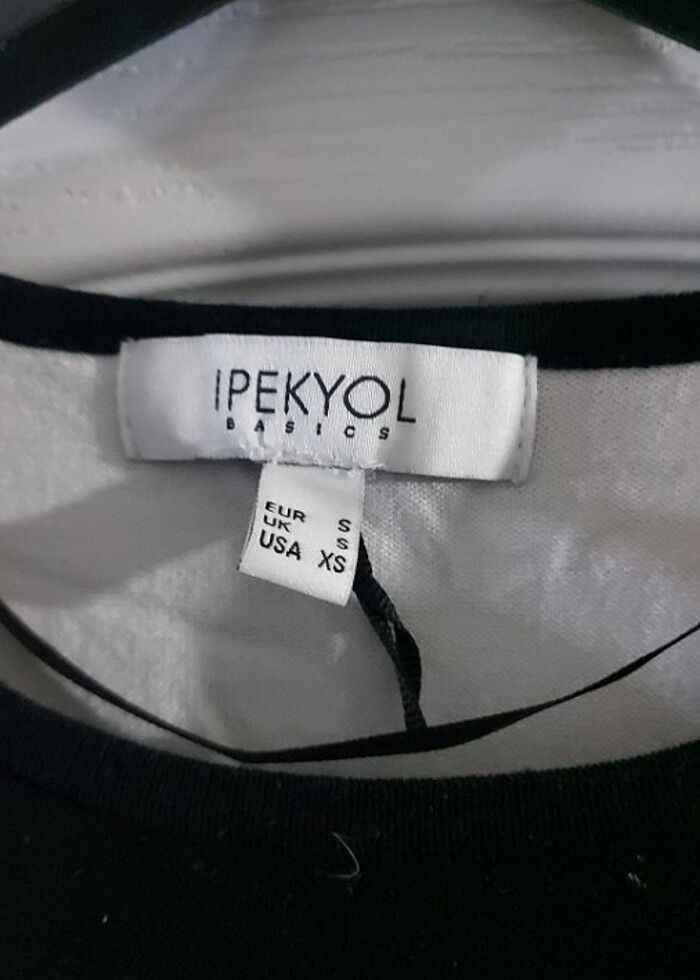 IPEKYOL
BASICS
EUR S
UK S
USA XS